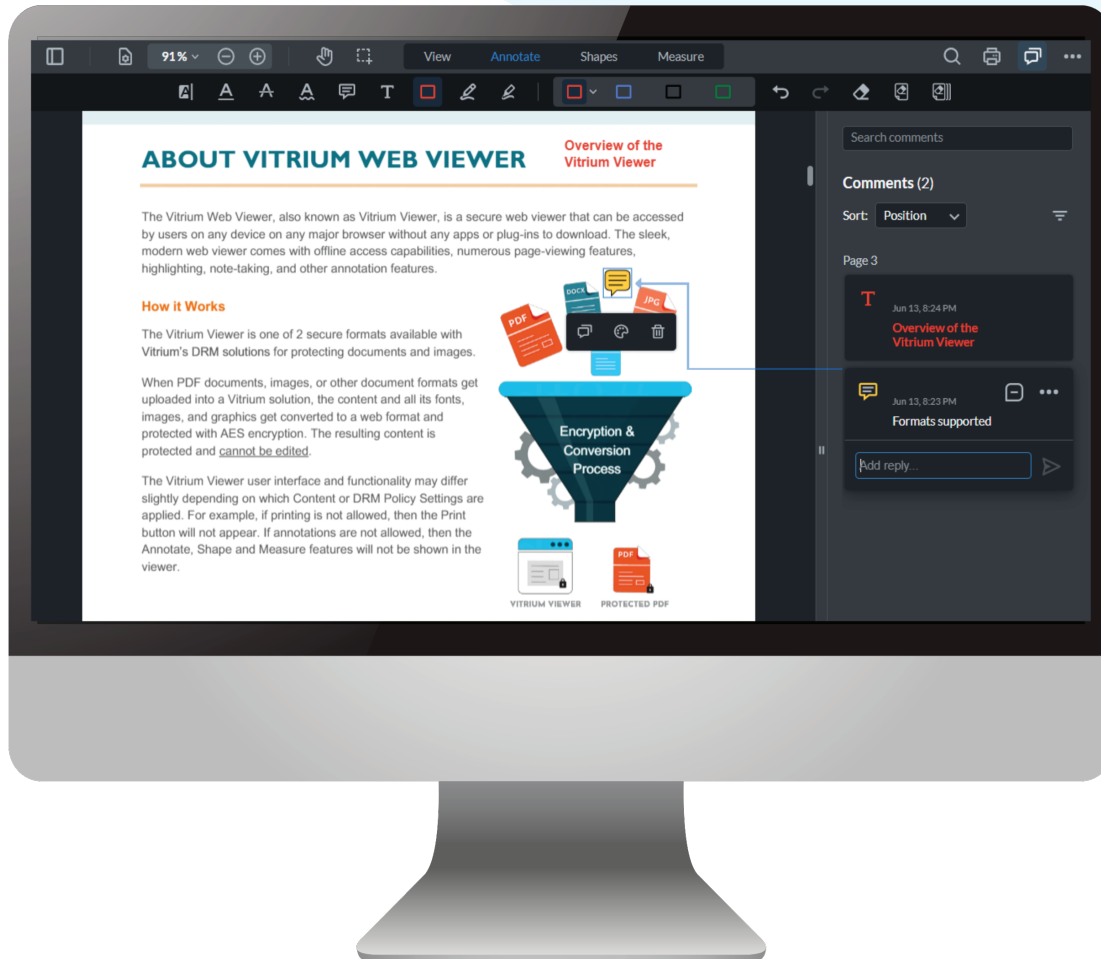 91%
View
Annotate
Shapes
Measure
A
A
A
A
T
ABOUT VITRIUM WEB VIEWER
Overview of the
Vitrium Viewer
The Vitrium Web Viewer, also known as Vitrium Viewer, is a secure web viewer that can be accessed
by users on any device on any major browser without any apps or plug-ins to download. The sleek,
modern web viewer comes with offline access capabilities, numerous page-viewing features,
highlighting, note-taking, and other annotation features.
How it Works
The Vitrium Viewer is one of 2 secure formats available with
Vitrium's DRM solutions for protecting documents and images.
When PDF documents, images, or other document formats get
uploaded into a Vitrium solution, the content and all its fonts,
images, and graphics get converted to a web format and
protected with AES encryption. The resulting content is
protected and cannot be edited.
The Vitrium Viewer user interface and functionality may differ
slightly depending on which Content or DRM Policy Settings are
applied. For example, if printing is not allowed, then the Print
button will not appear. If annotations are not allowed, then the
Annotate, Shape and Measure features will not be shown in the
viewer.
PDF
DOCX
JPG
Encryption &
Conversion
Process
PDF
VITRIUM VIEWER
PROTECTED PDF
Search comments
Comments (2)
Sort: Position
Page 3
T
Jun 13, 8:24 PM
Overview of the
Vitrium Viewer
Jun 13, 8:23 PM
Formats supported
Add reply...